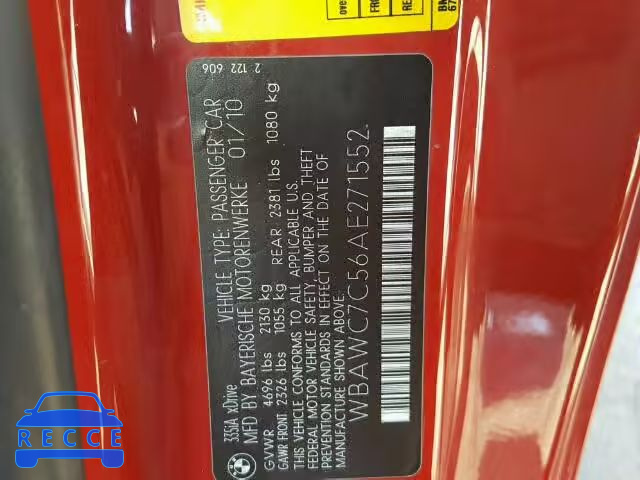 335iA xDrive
VEHICLE TYPE: PASSENGER CAR
MFD BY BAYERISCHE MOTORENWERKE 01/10
GVWR 4696 lbs 2130 kg
GAWR FRONT 2326 lbs 1055 kg REAR: 2381 lbs 1080 kg
THIS VEHICLE CONFORMS TO ALL APPLICABLE U.S.
FEDERAL MOTOR VEHICLE SAFETY, BUMPER AND THEFT
PREVENTION STANDARDS IN EFFECT ON THE DATE OF
MANUFACTURE SHOWN ABOVE
WBAWC7C56AE271552
2 122 606
RECCE